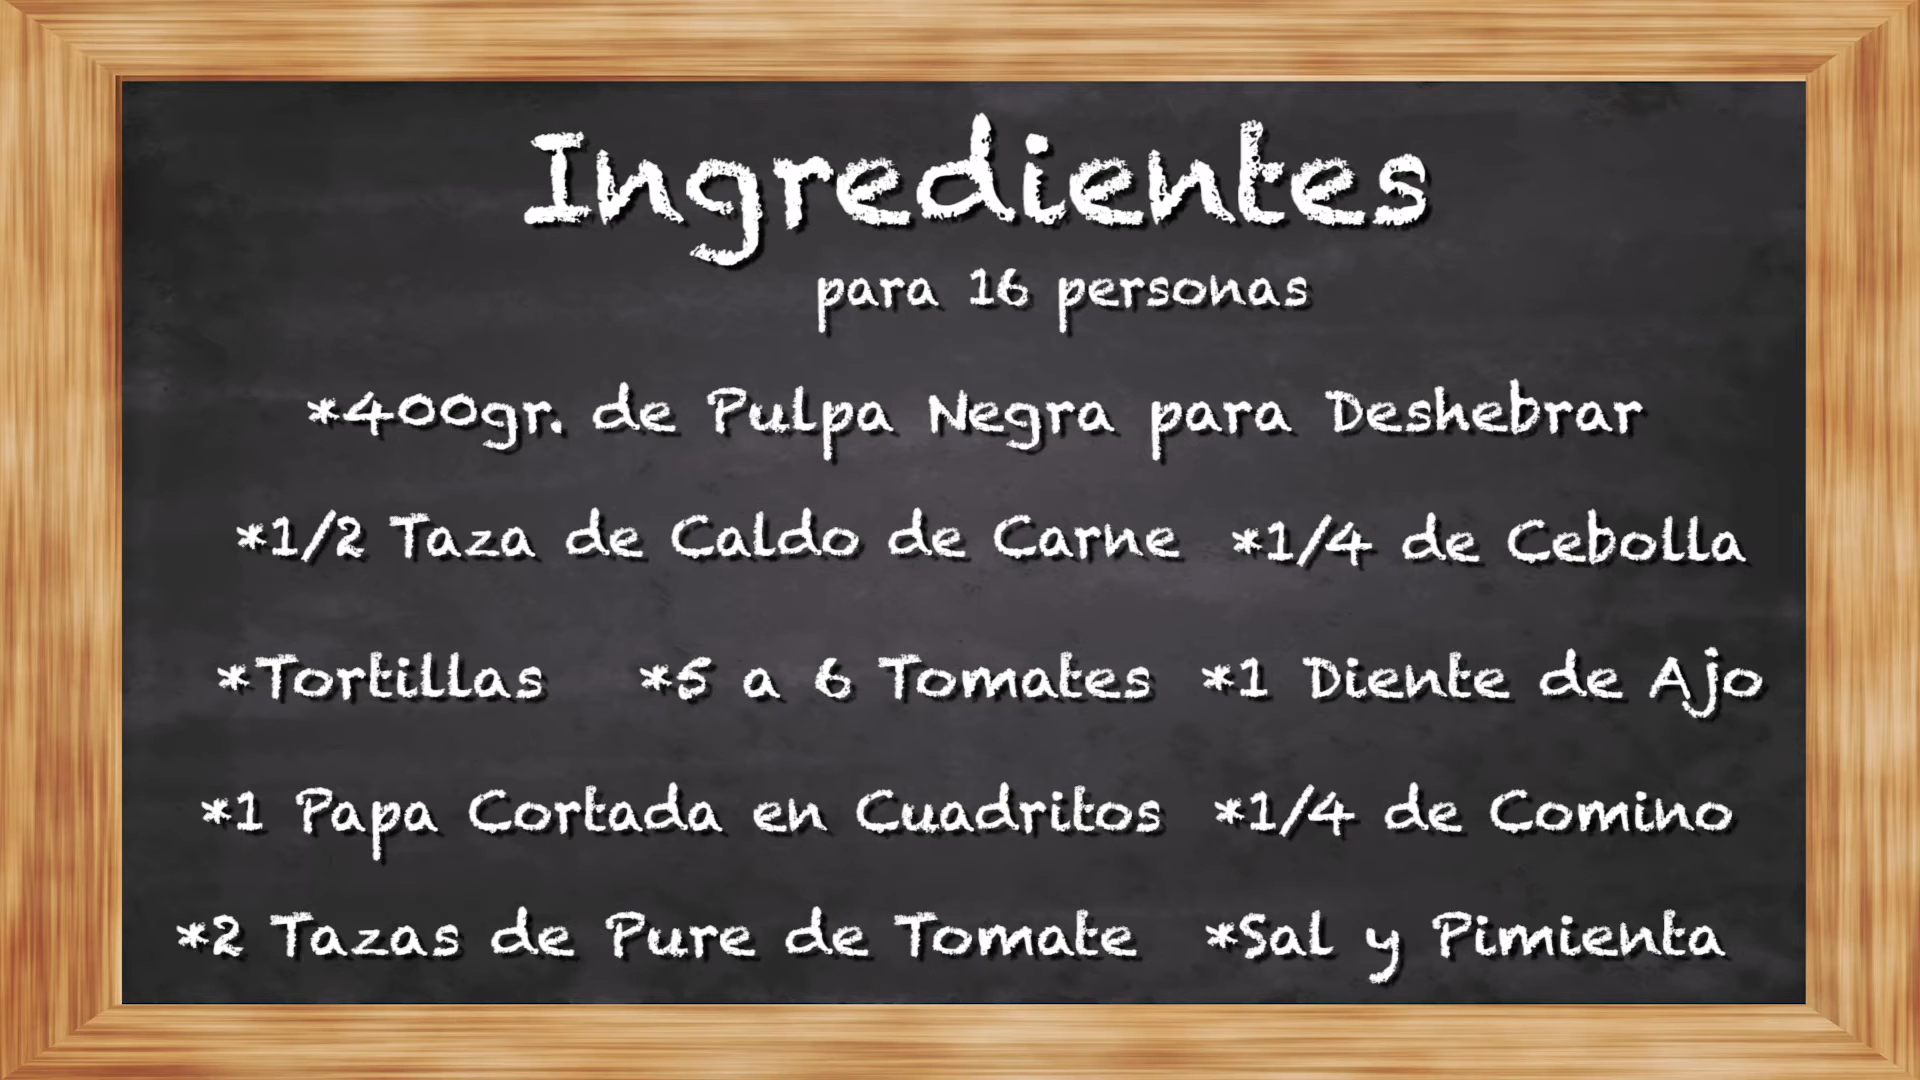 Ingredientes
para 16 personas
*400gr. de Pulpa Negra para Deshebrar
*1/2 Taza de Caldo de Carne *1/4 de Cebolla
*Tortillas *5 a 6 Tomates *1 Diente de Ajo
*1 Papa Cortada en Cuadritos *1/4 de Comino
*2 Tazas de Pure de Tomate *Sal y Pimienta